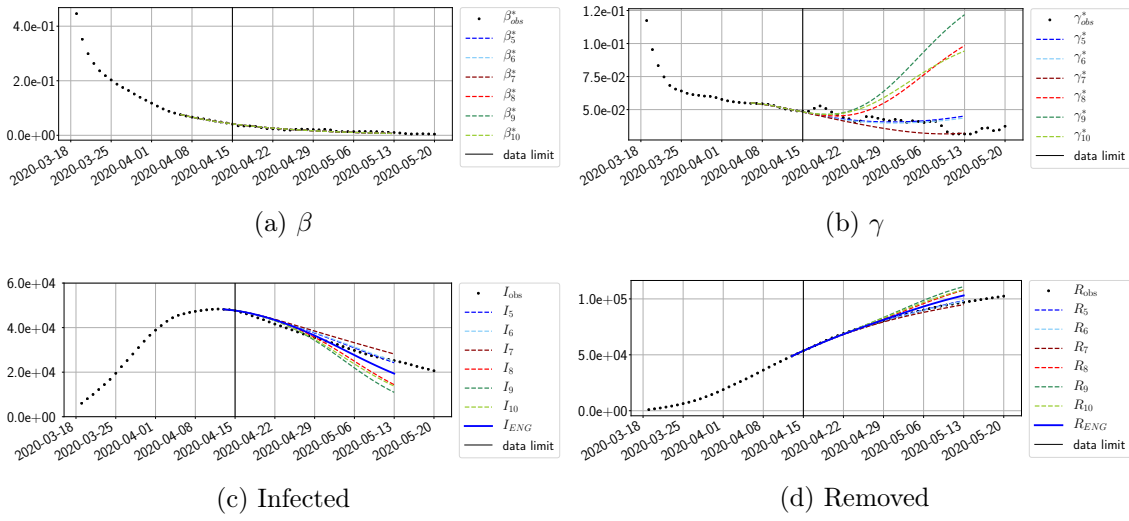 4.0e−01
2.0e−01
0.0e+00
2020-03-18
2020-03-25
2020-04-01
2020-04-08
2020-04-15
2020-04-22
2020-04-29
2020-05-06
2020-05-13
2020-05-20
β*obs
β*5
β*6
β*7
β*8
β*9
β*10
data limit
(a) β
1.2e−01
1.0e−01
7.5e−02
5.0e−02
2020-03-18
2020-03-25
2020-04-01
2020-04-08
2020-04-15
2020-04-22
2020-04-29
2020-05-06
2020-05-13
2020-05-20
γ*obs
γ*5
γ*6
γ*7
γ*8
γ*9
γ*10
data limit
(b) γ
6.0e+04
4.0e+04
2.0e+04
0.0e+00
2020-03-18
2020-03-25
2020-04-01
2020-04-08
2020-04-15
2020-04-22
2020-04-29
2020-05-06
2020-05-13
2020-05-20
Iobs
I5
I6
I7
I8
I9
I10
IENG
data limit
(c) Infected
1.0e+05
5.0e+04
0.0e+00
2020-03-18
2020-03-25
2020-04-01
2020-04-08
2020-04-15
2020-04-22
2020-04-29
2020-05-06
2020-05-13
2020-05-20
Robs
R5
R6
R7
R8
R9
R10
RENG
data limit
(d) Removed